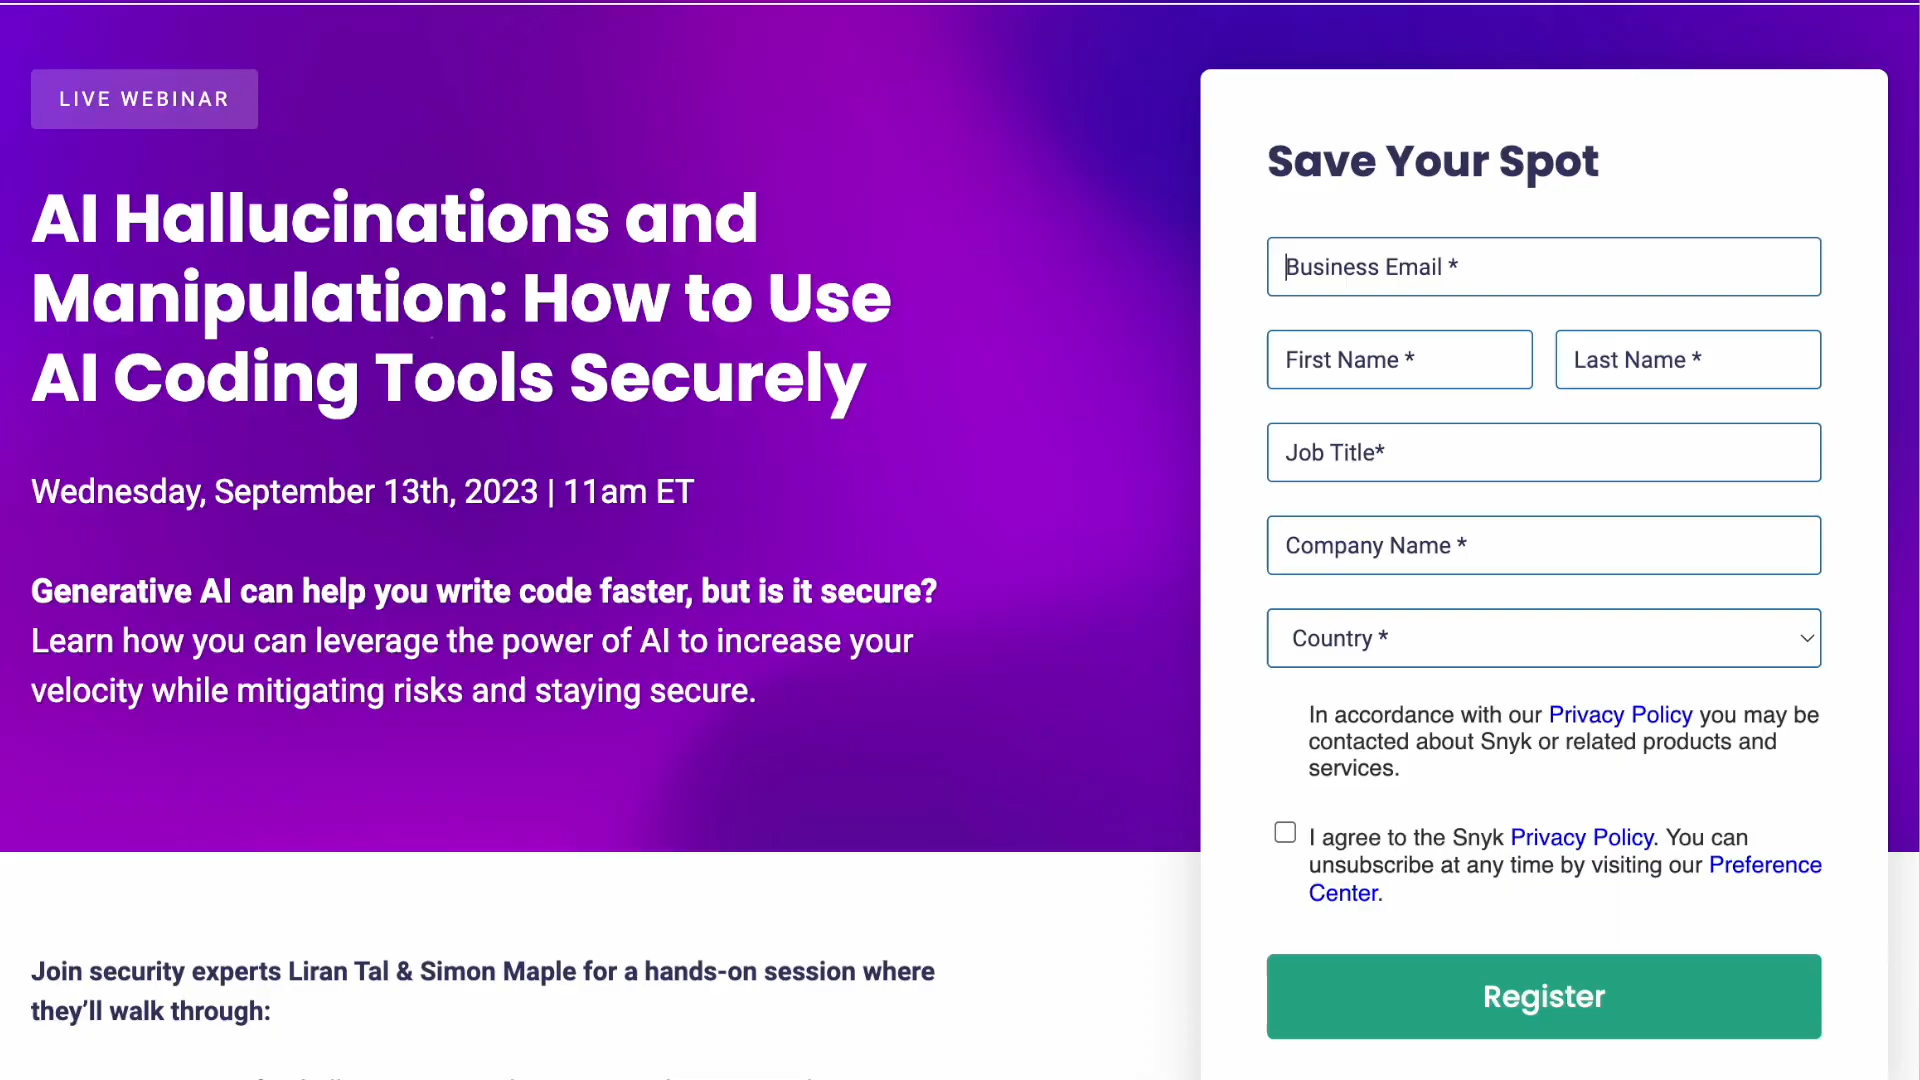 LIVE WEBINAR
AI Hallucinations and
Manipulation: How to Use
AI Coding Tools Securely
Wednesday, September 13th, 2023 | 11am ET
Generative AI can help you write code faster, but is it secure?
Learn how you can leverage the power of AI to increase your
velocity while mitigating risks and staying secure.
Join security experts Liran Tal & Simon Maple for a hands-on session where
they’ll walk through:
Save Your Spot
Business Email *
First Name *
Last Name *
Job Title*
Company Name *
Country *
In accordance with our Privacy Policy you may be
contacted about Snyk or related products and
services.
I agree to the Snyk Privacy Policy. You can
unsubscribe at any time by visiting our Preference
Center.
Register